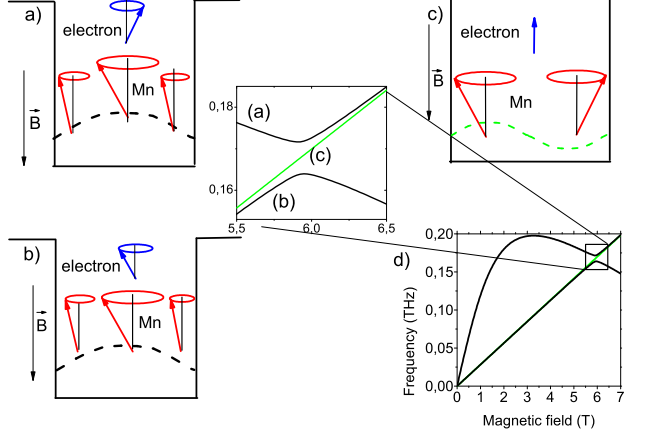 a)
electron
Mn
B
b)
electron
Mn
B
0,18
0,16
5,5
6,0
6,5
(a)
(c)
(b)
c)
electron
B
Mn
d)
Frequency (THz)
0,20
0,15
0,10
0,05
0,00
0 1 2 3 4 5 6 7
Magnetic field (T)